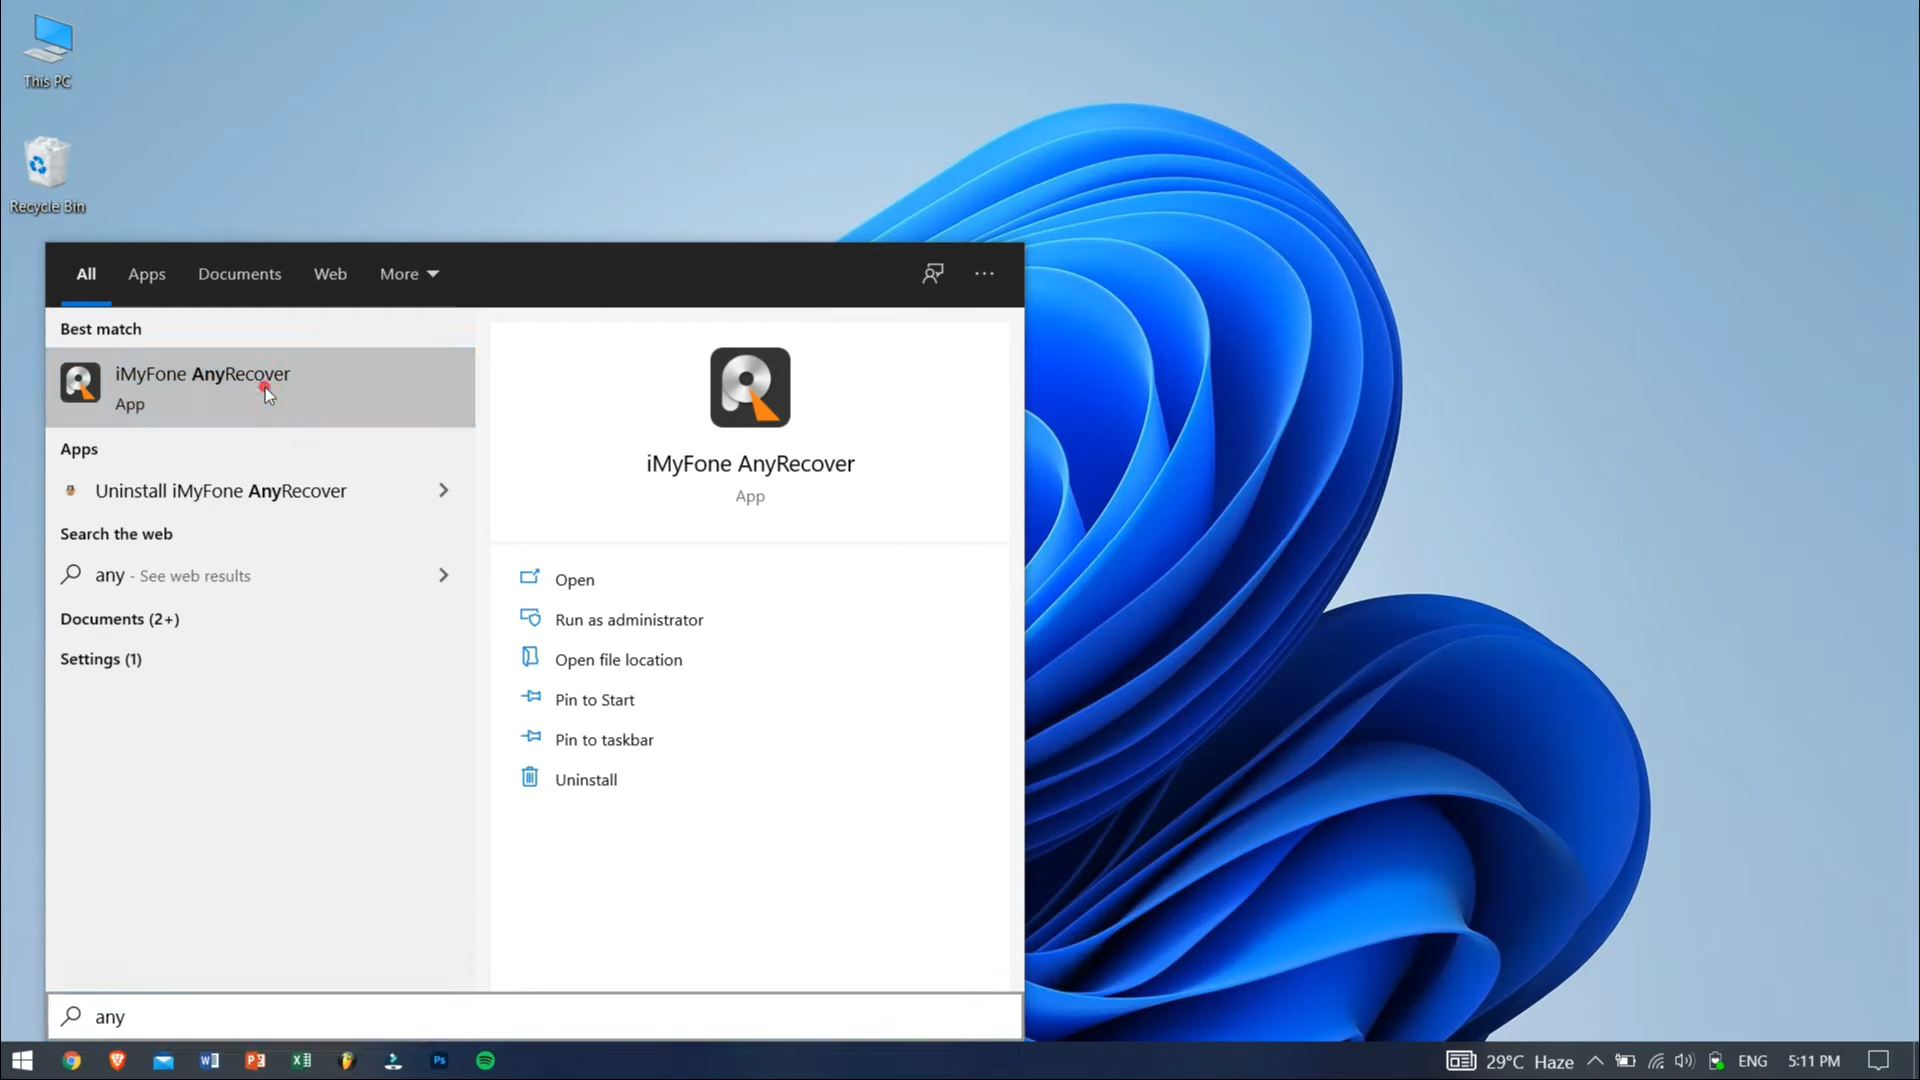 This PC
Recycle Bin
All Apps Documents Web More
Best match
iMyFone AnyRecover
App
Apps
Uninstall iMyFone AnyRecover
Search the web
any - See web results
Documents (2+)
Settings (1)
iMyFone AnyRecover
App
Open
Run as administrator
Open file location
Pin to Start
Pin to taskbar
Uninstall
any
29°C Haze ENG 5:11 PM